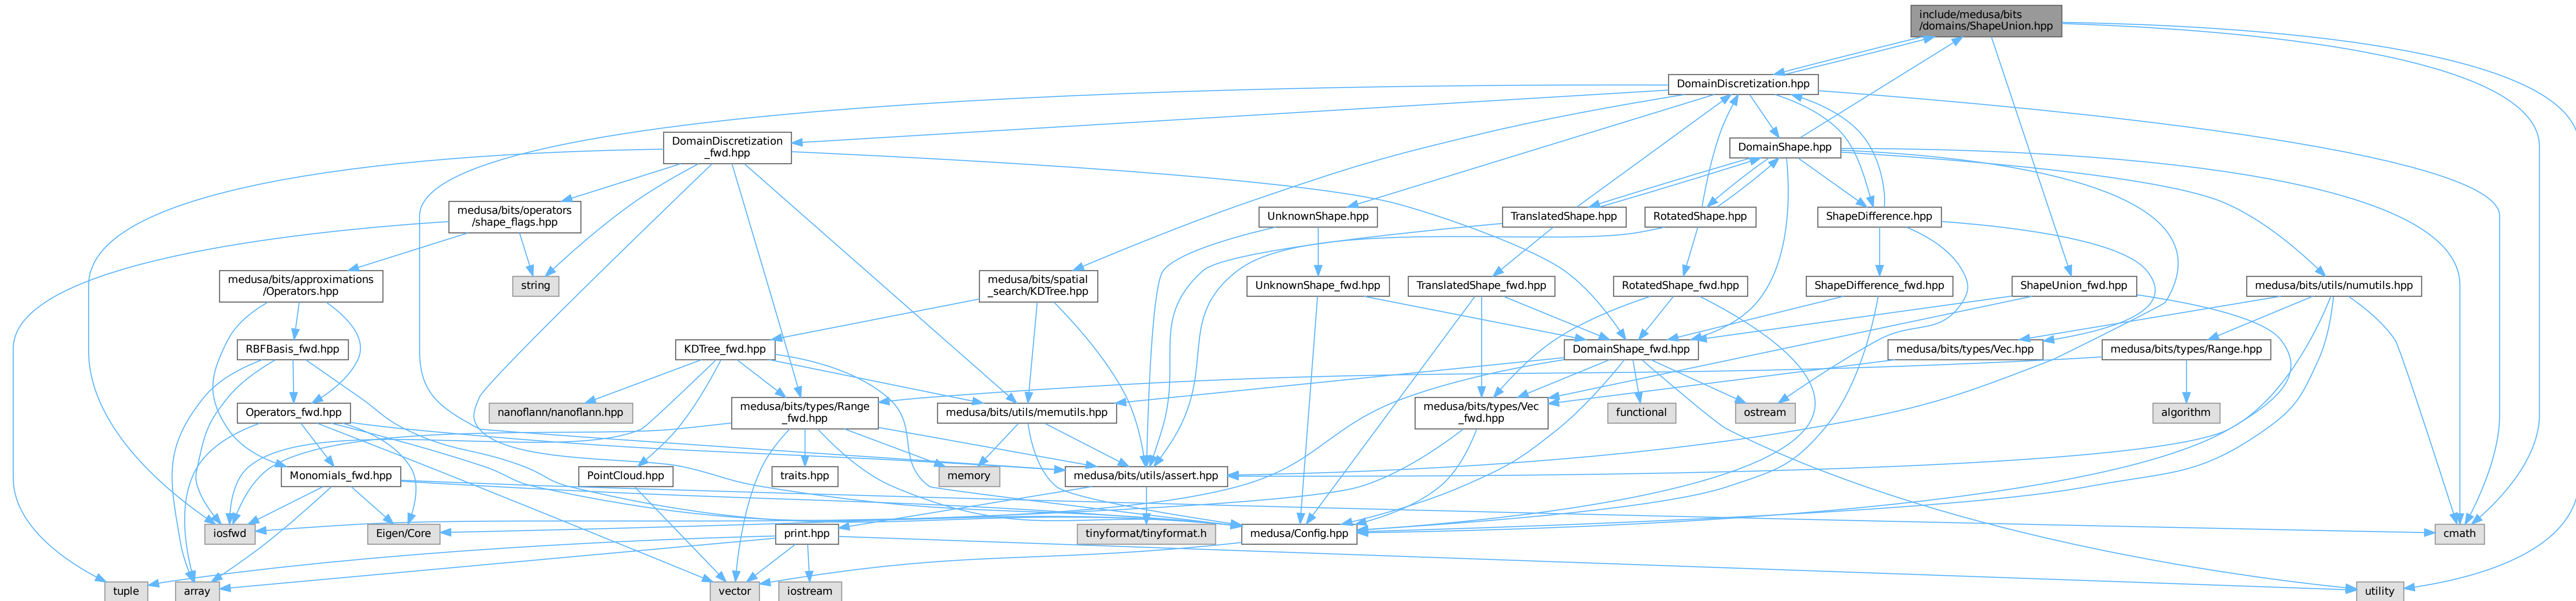 include/medusa/bits
/domains/ShapeUnion.hpp
DomainDiscretization.hpp
DomainDiscretization
_fwd.hpp
DomainShape.hpp
medusa/bits/operators
/shape_flags.hpp
UnknownShape.hpp
TranslatedShape.hpp
RotatedShape.hpp
ShapeDifference.hpp
medusa/bits/approximations
/Operators.hpp
string
medusa/bits/spatial
_search/KDTree.hpp
UnknownShape_fwd.hpp
TranslatedShape_fwd.hpp
RotatedShape_fwd.hpp
ShapeDifference_fwd.hpp
ShapeUnion_fwd.hpp
medusa/bits/utils/numutils.hpp
RBFBasis_fwd.hpp
KDTree_fwd.hpp
DomainShape_fwd.hpp
medusa/bits/types/Vec.hpp
medusa/bits/types/Range.hpp
Operators_fwd.hpp
nanoflann/nanoflann.hpp
medusa/bits/types/Range
_fwd.hpp
medusa/bits/utils/memutils.hpp
medusa/bits/types/Vec
_fwd.hpp
functional
ostream
algorithm
Monomials_fwd.hpp
PointCloud.hpp
traits.hpp
memory
medusa/bits/utils/assert.hpp
iosfwd
Eigen/Core
print.hpp
tinyformat/tinyformat.h
medusa/Config.hpp
cmath
tuple
array
vector
iostream
utility